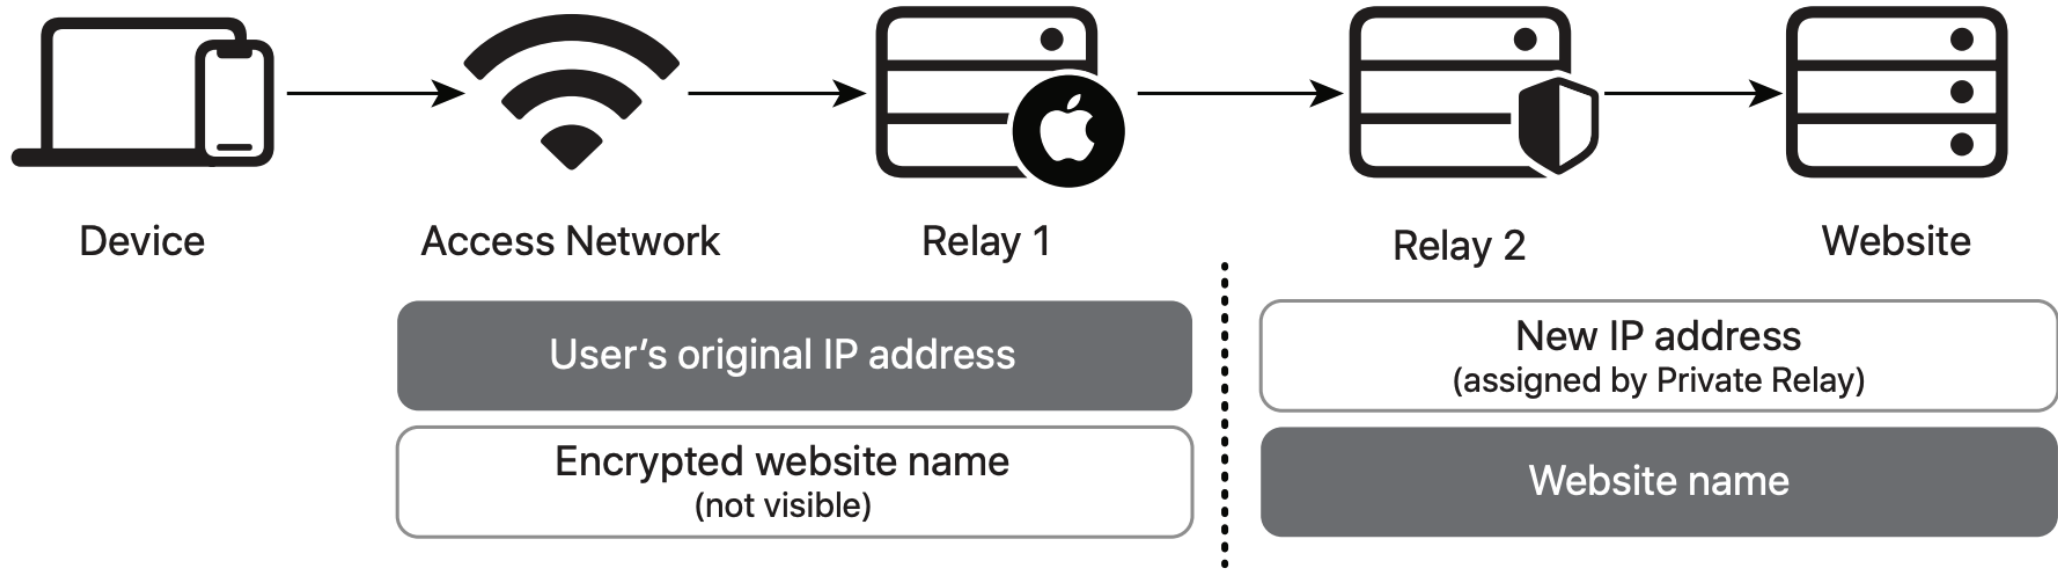 Device
Access Network
Relay 1
Relay 2
Website
User’s original IP address
Encrypted website name
(not visible)
New IP address
(assigned by Private Relay)
Website name